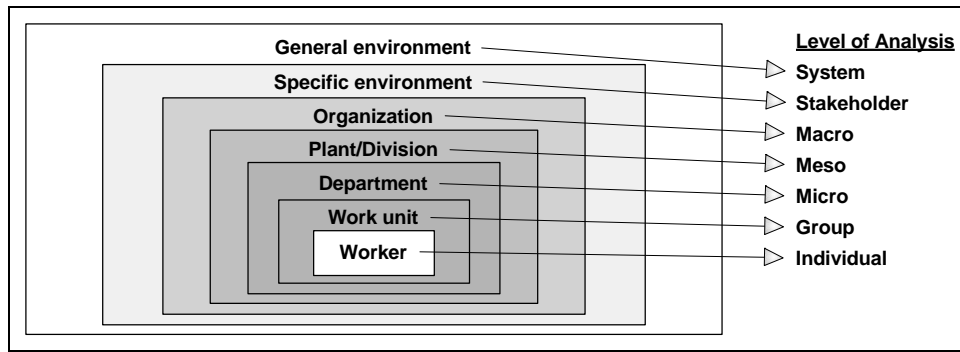 General environment
Specific environment
Organization
Plant/Division
Department
Work unit
Worker
Level of Analysis
System
Stakeholder
Macro
Meso
Micro
Group
Individual